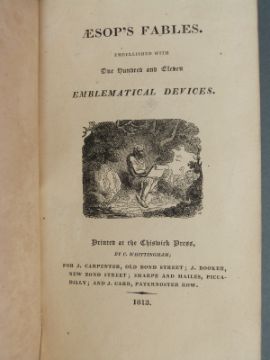 ÆSOP'S FABLES.
EMBELLISHED WITH
One Hundred and Eleven
EMBLEMATICAL DEVICES.
Printed at the Chiswick Press,
BY C. WHITTINGHAM;
FOR J. CARPENTER, OLD BOND STREET; J. BOOKER,
NEW BOND STREET; SHARPE AND HAILES, PICCA-
DILLY; AND J. CARR, PATERNOSTER ROW.
1813.